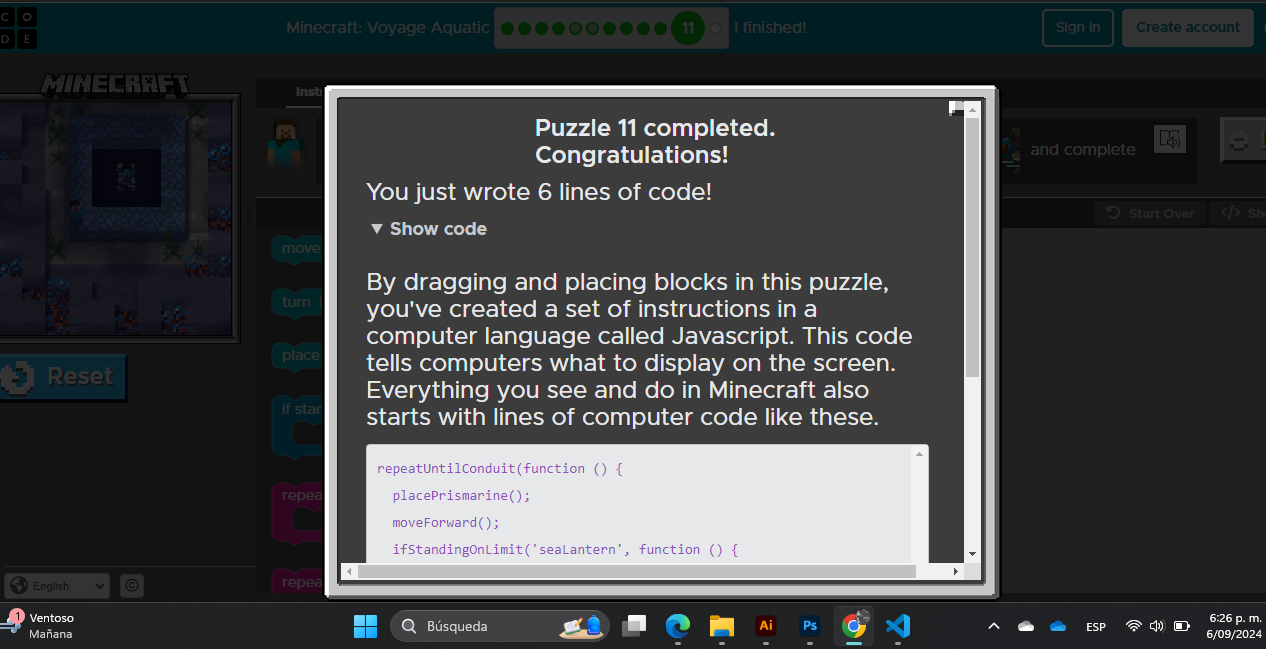 C O
D E
Minecraft: Voyage Aquatic
11
I finished!
Sign in
Create account
MINECRAFT
Inst
and complete
Start Over
</> Sh
move
turn
place
if star
repea
repea
Reset
English
©
Puzzle 11 completed.
Congratulations!
You just wrote 6 lines of code!
▼ Show code
By dragging and placing blocks in this puzzle,
you've created a set of instructions in a
computer language called Javascript. This code
tells computers what to display on the screen.
Everything you see and do in Minecraft also
starts with lines of computer code like these.
repeatUntilConduit(function () {
placePrismarine();
moveForward();
ifStandingOnLimit('seaLantern', function () {
1
Ventoso
Mañana
Búsqueda
Ai
Ps
ESP
6:26 p. m.
6/09/2024